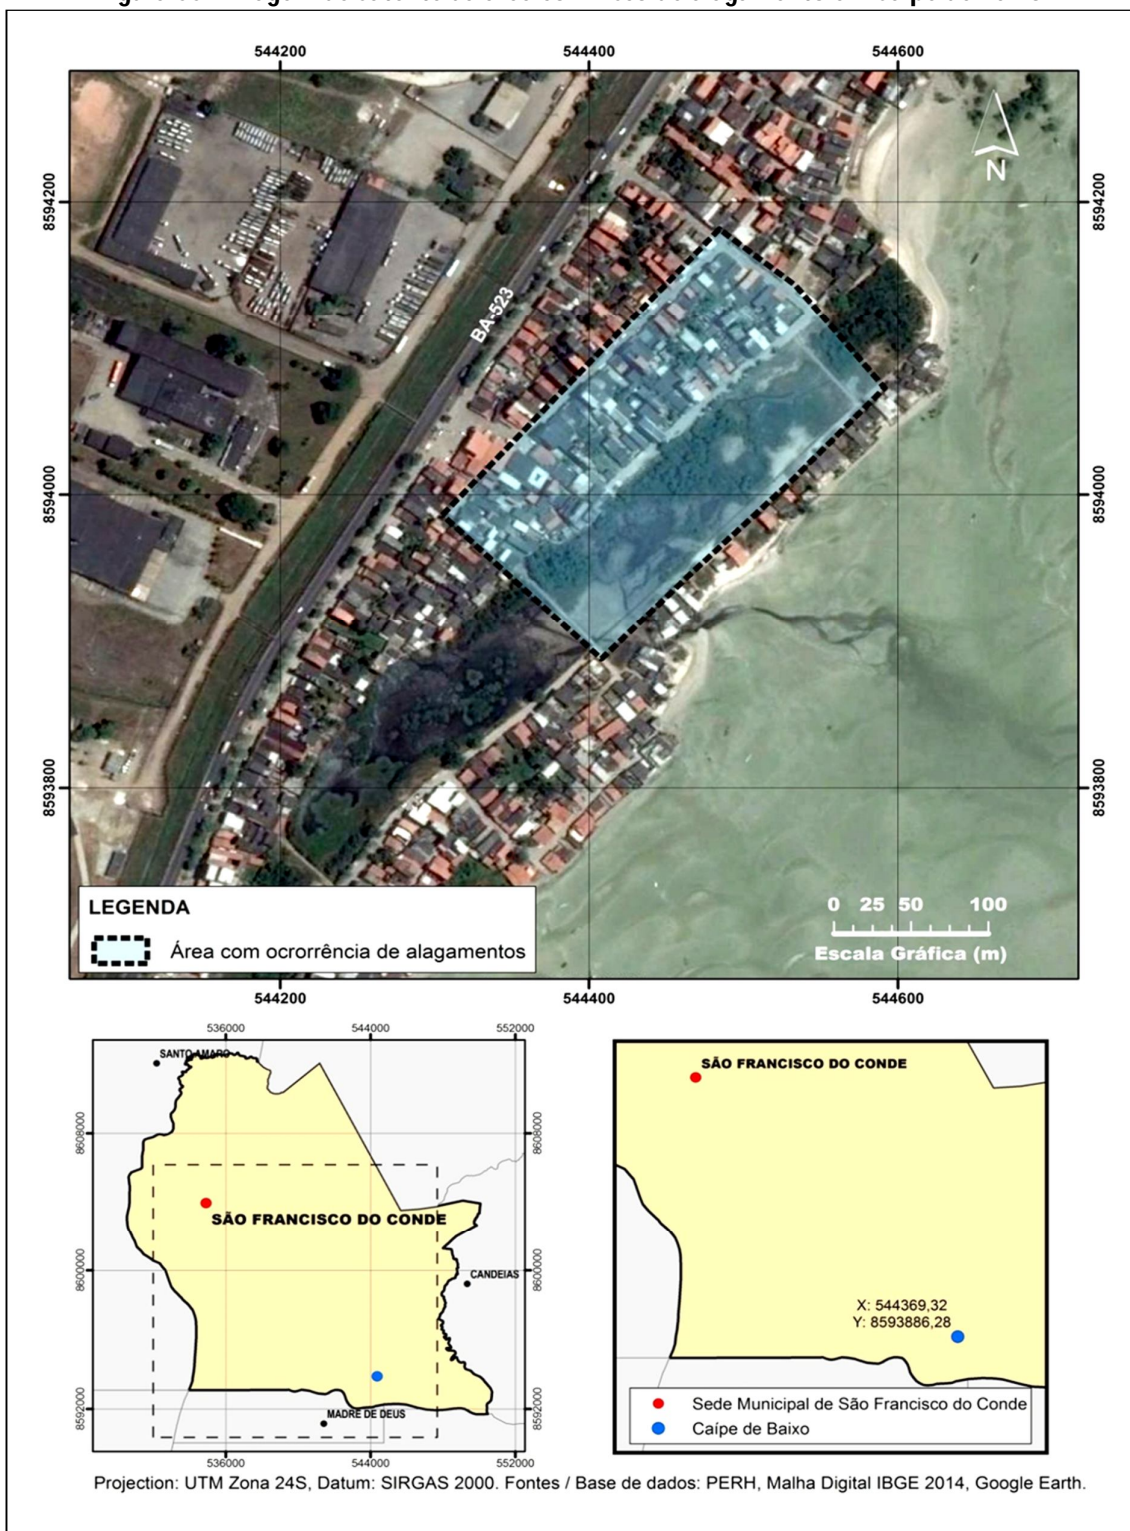 544200 544400 544600
8594200 8594200
N
BA-523
8594000 8594000
8593800 8593800
LEGENDA
Área com ocrorrência de alagamentos
0 25 50 100
Escala Gráfica (m)
544200 544400 544600
536000 544000 552000
SANTO AMARO
8608000 8608000
SÃO FRANCISCO DO CONDE
8600000 8600000
CANDEIAS
8592000 8592000
MADRE DE DEUS
536000 544000 552000
SÃO FRANCISCO DO CONDE
X: 544369,32
Y: 8593886,28
Sede Municipal de São Francisco do Conde
Caípe de Baixo
Projection: UTM Zona 24S, Datum: SIRGAS 2000. Fontes / Base de dados: PERH, Malha Digital IBGE 2014, Google Earth.